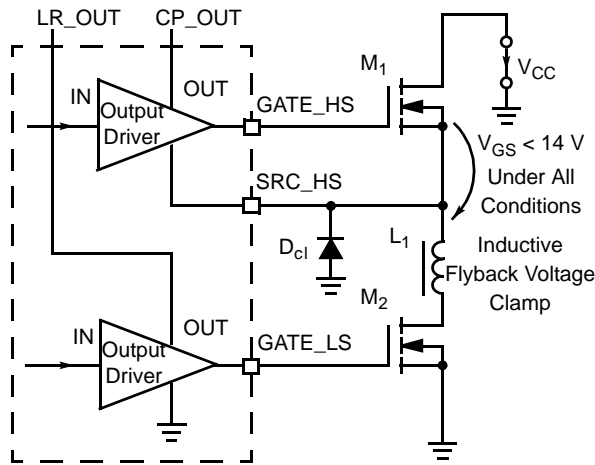 LR_OUT CP_OUT
M1
VCC
IN
OUT
Output
Driver
GATE_HS
VGS < 14 V
Under All
Conditions
SRC_HS
Dcl
L1
Inductive
Flyback Voltage
Clamp
M2
IN
OUT
Output
Driver
GATE_LS